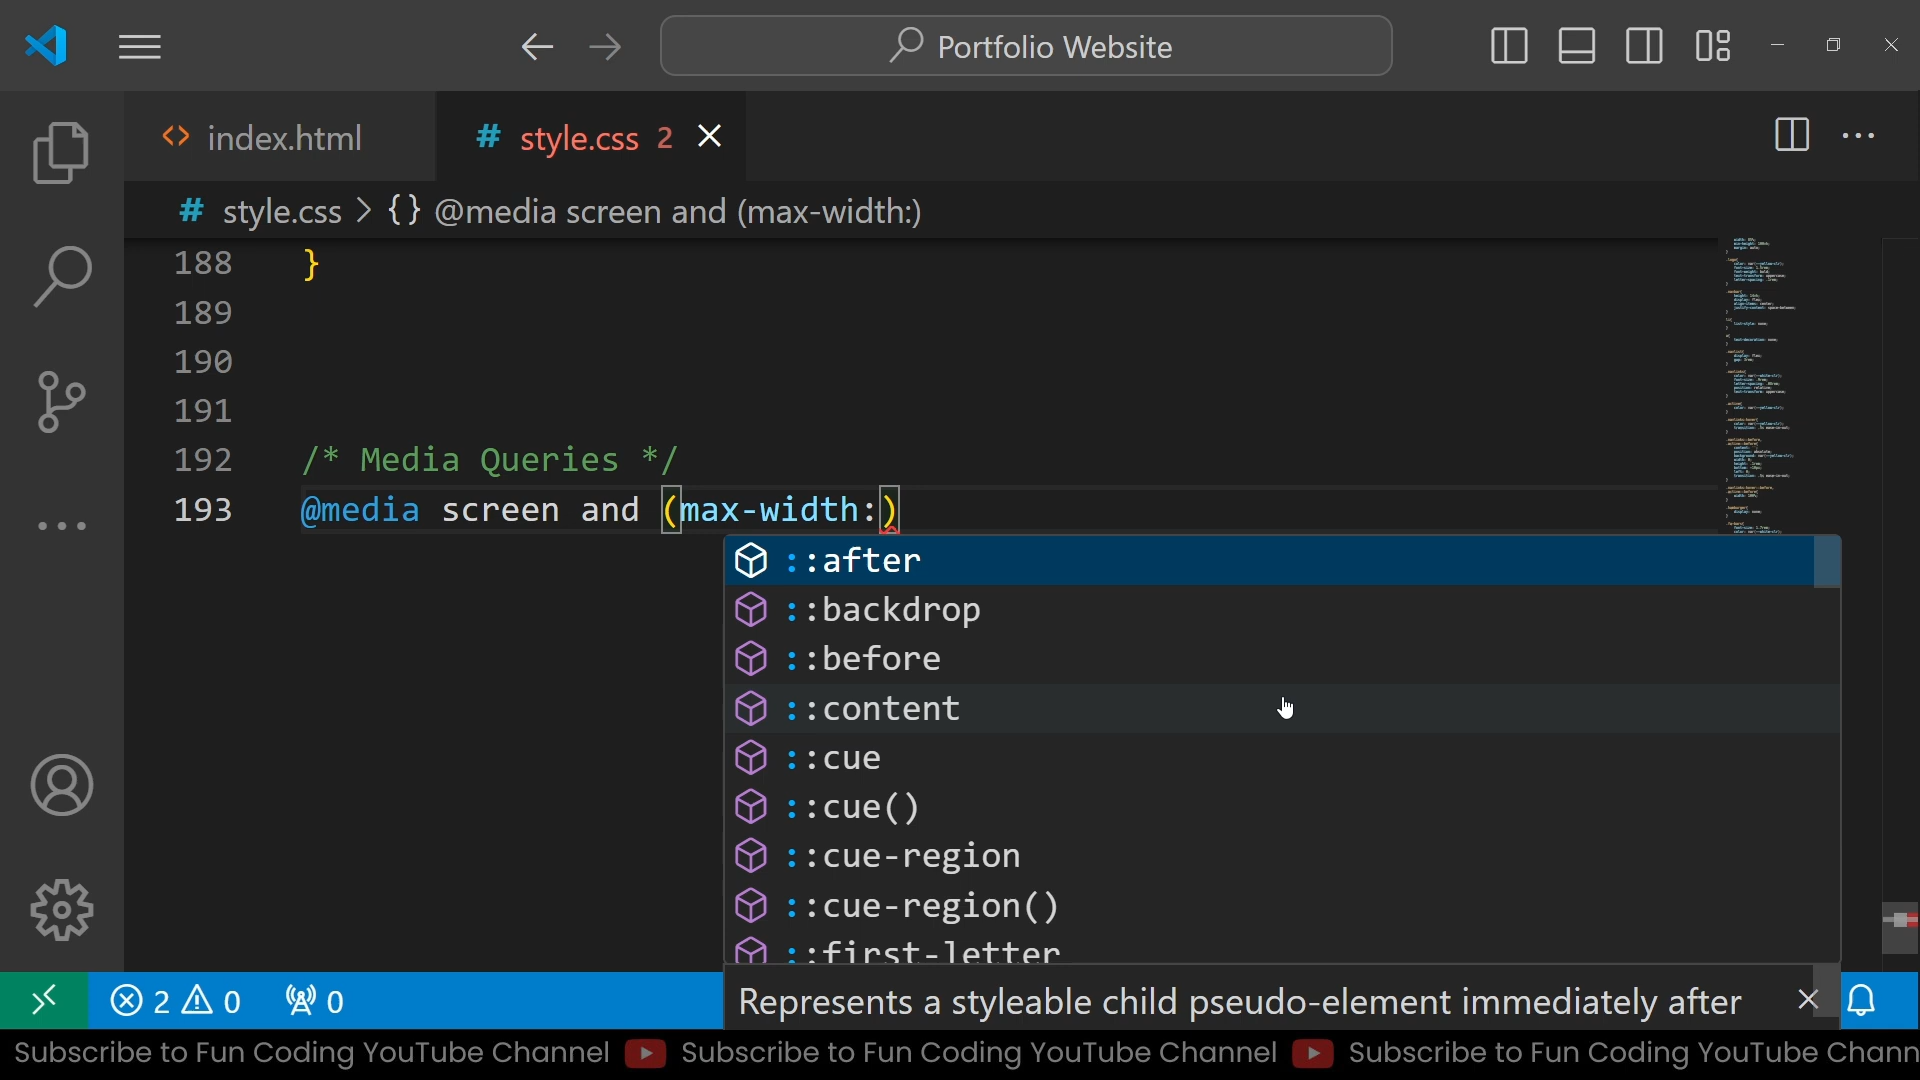 Portfolio Website
index.html
# style.css 2
# style.css > {} @media screen and (max-width:)
188 }
189
190
191
192 /* Media Queries */
193 @media screen and (max-width:)
::after
::backdrop
::before
::content
::cue
::cue()
::cue-region
::cue-region()
::first-letter
Represents a styleable child pseudo-element immediately after
2 0 0
Subscribe to Fun Coding YouTube Channel Subscribe to Fun Coding YouTube Channel Subscribe to Fun Coding YouTube Chann